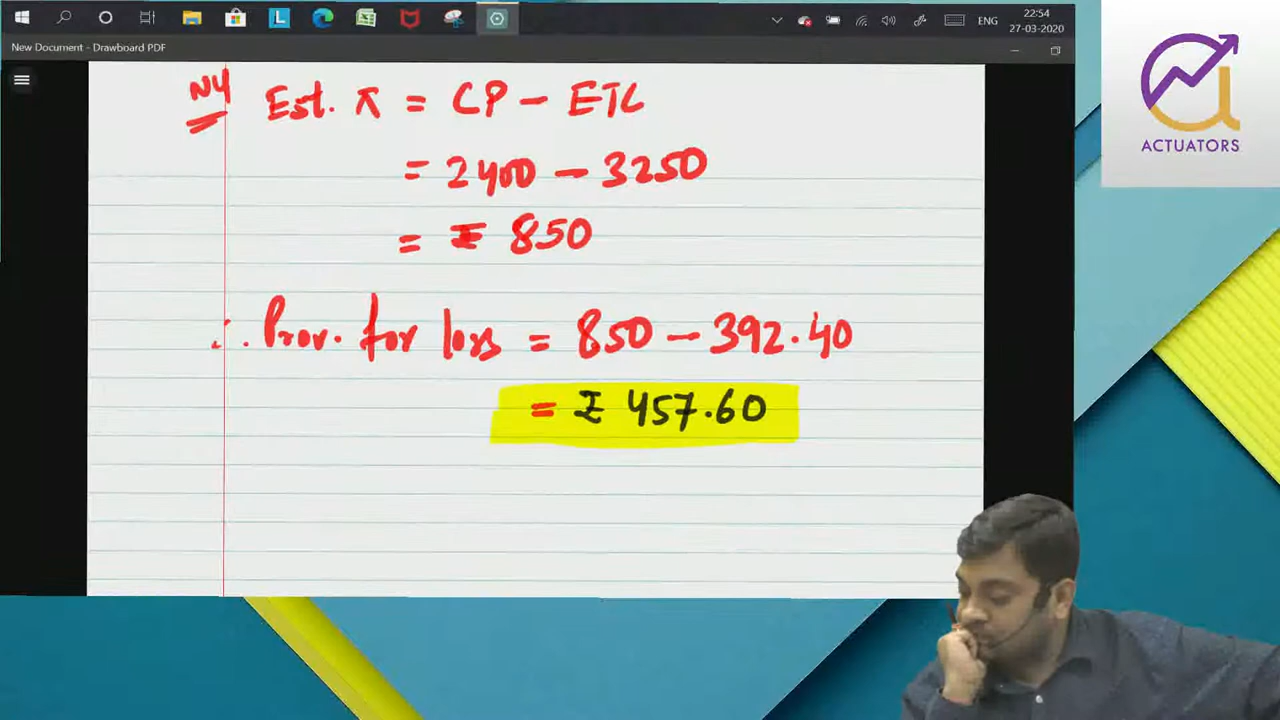 ENG
22:54
27-03-2020
New Document - Drawboard PDF
ACTUATORS
N4 Est. π = CP - ETC
= 2400 - 3250
= ₹ 850
∴ Prov. for loss = 850 - 392.40
= ₹ 457.60